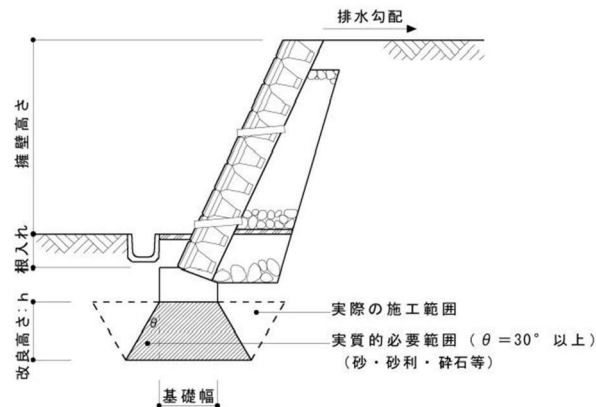 排水勾配
擁壁高さ
根入れ
改良高さ:h
θ
実際の施工範囲
実質的必要範囲(θ=30°以上)
(砂・砂利・砕石等)
基礎幅